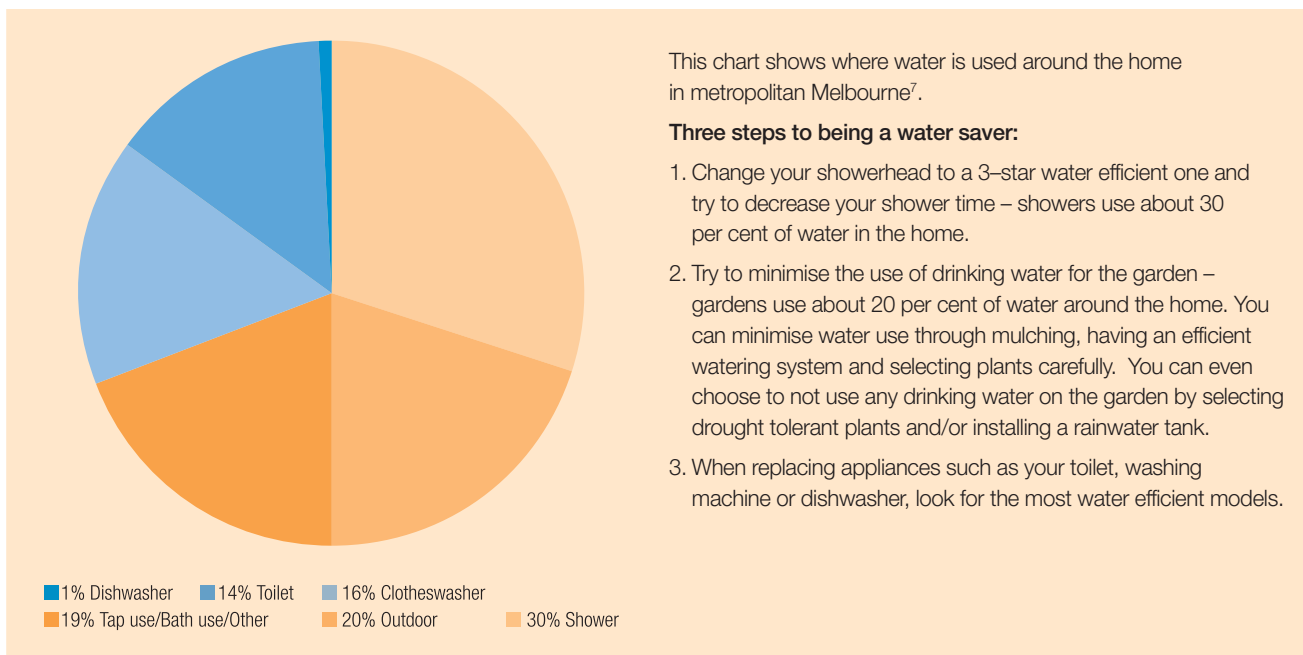 This chart shows where water is used around the home
in metropolitan Melbourne7.
Three steps to being a water saver:
1. Change your showerhead to a 3–star water efficient one and
try to decrease your shower time – showers use about 30
per cent of water in the home.
2. Try to minimise the use of drinking water for the garden –
gardens use about 20 per cent of water around the home. You
can minimise water use through mulching, having an efficient
watering system and selecting plants carefully. You can even
choose to not use any drinking water on the garden by selecting
drought tolerant plants and/or installing a rainwater tank.
3. When replacing appliances such as your toilet, washing
machine or dishwasher, look for the most water efficient models.
1% Dishwasher 14% Toilet 16% Clotheswasher
19% Tap use/Bath use/Other 20% Outdoor 30% Shower